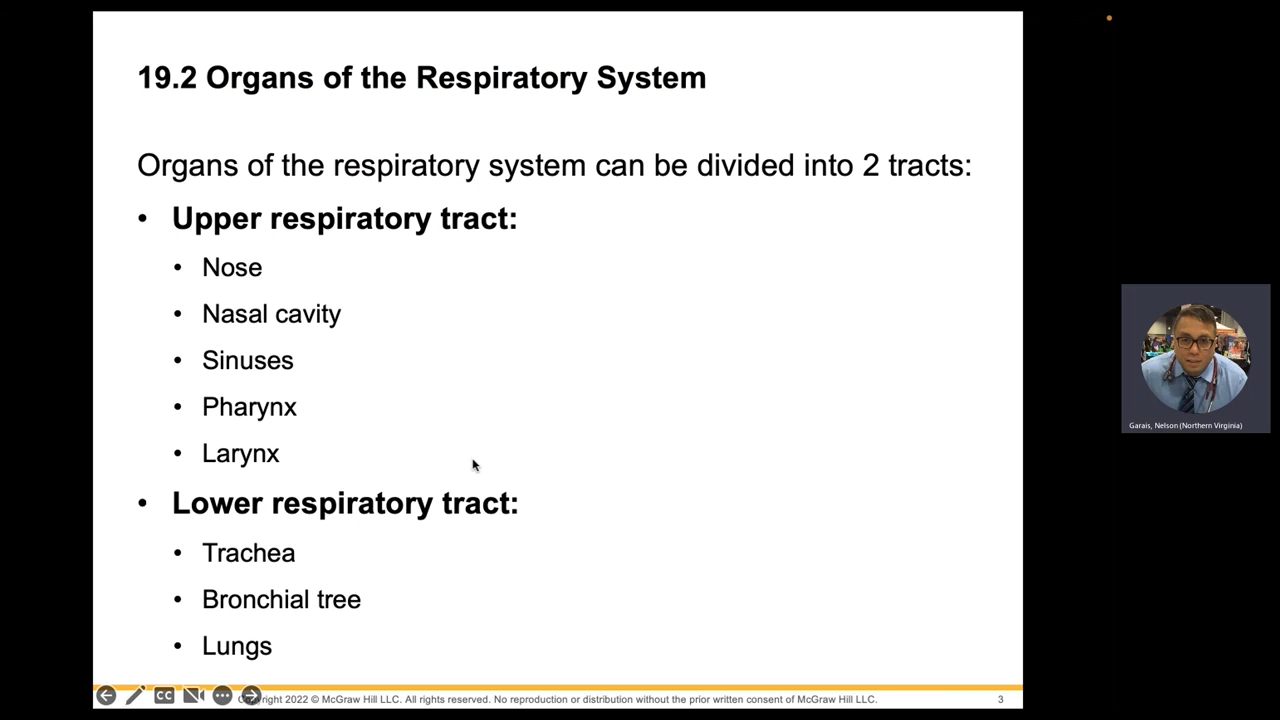 19.2 Organs of the Respiratory System
Organs of the respiratory system can be divided into 2 tracts:
• Upper respiratory tract:
• Nose
• Nasal cavity
• Sinuses
• Pharynx
• Larynx
• Lower respiratory tract:
• Trachea
• Bronchial tree
• Lungs
CC
2022 © McGraw Hill LLC. All rights reserved. No reproduction or distribution without the prior written consent of McGraw Hill LLC.
3
Garais, Nelson (Northern Virginia)